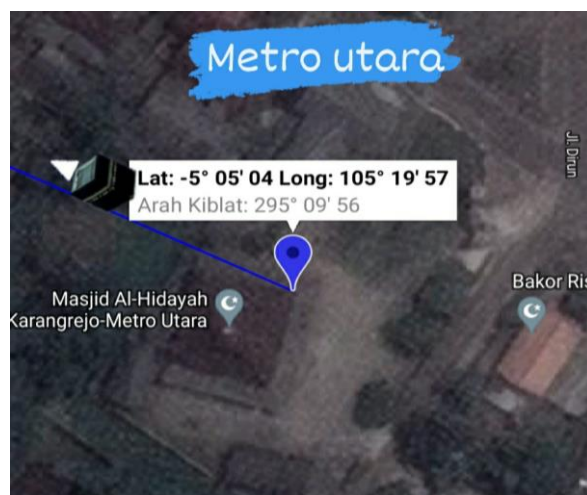 Metro utara
Jl. Dirun
Lat: -5° 05' 04 Long: 105° 19' 57
Arah Kiblat: 295° 09' 56
Bakor Ris
Masjid Al-Hidayah
Karangrejo-Metro Utara